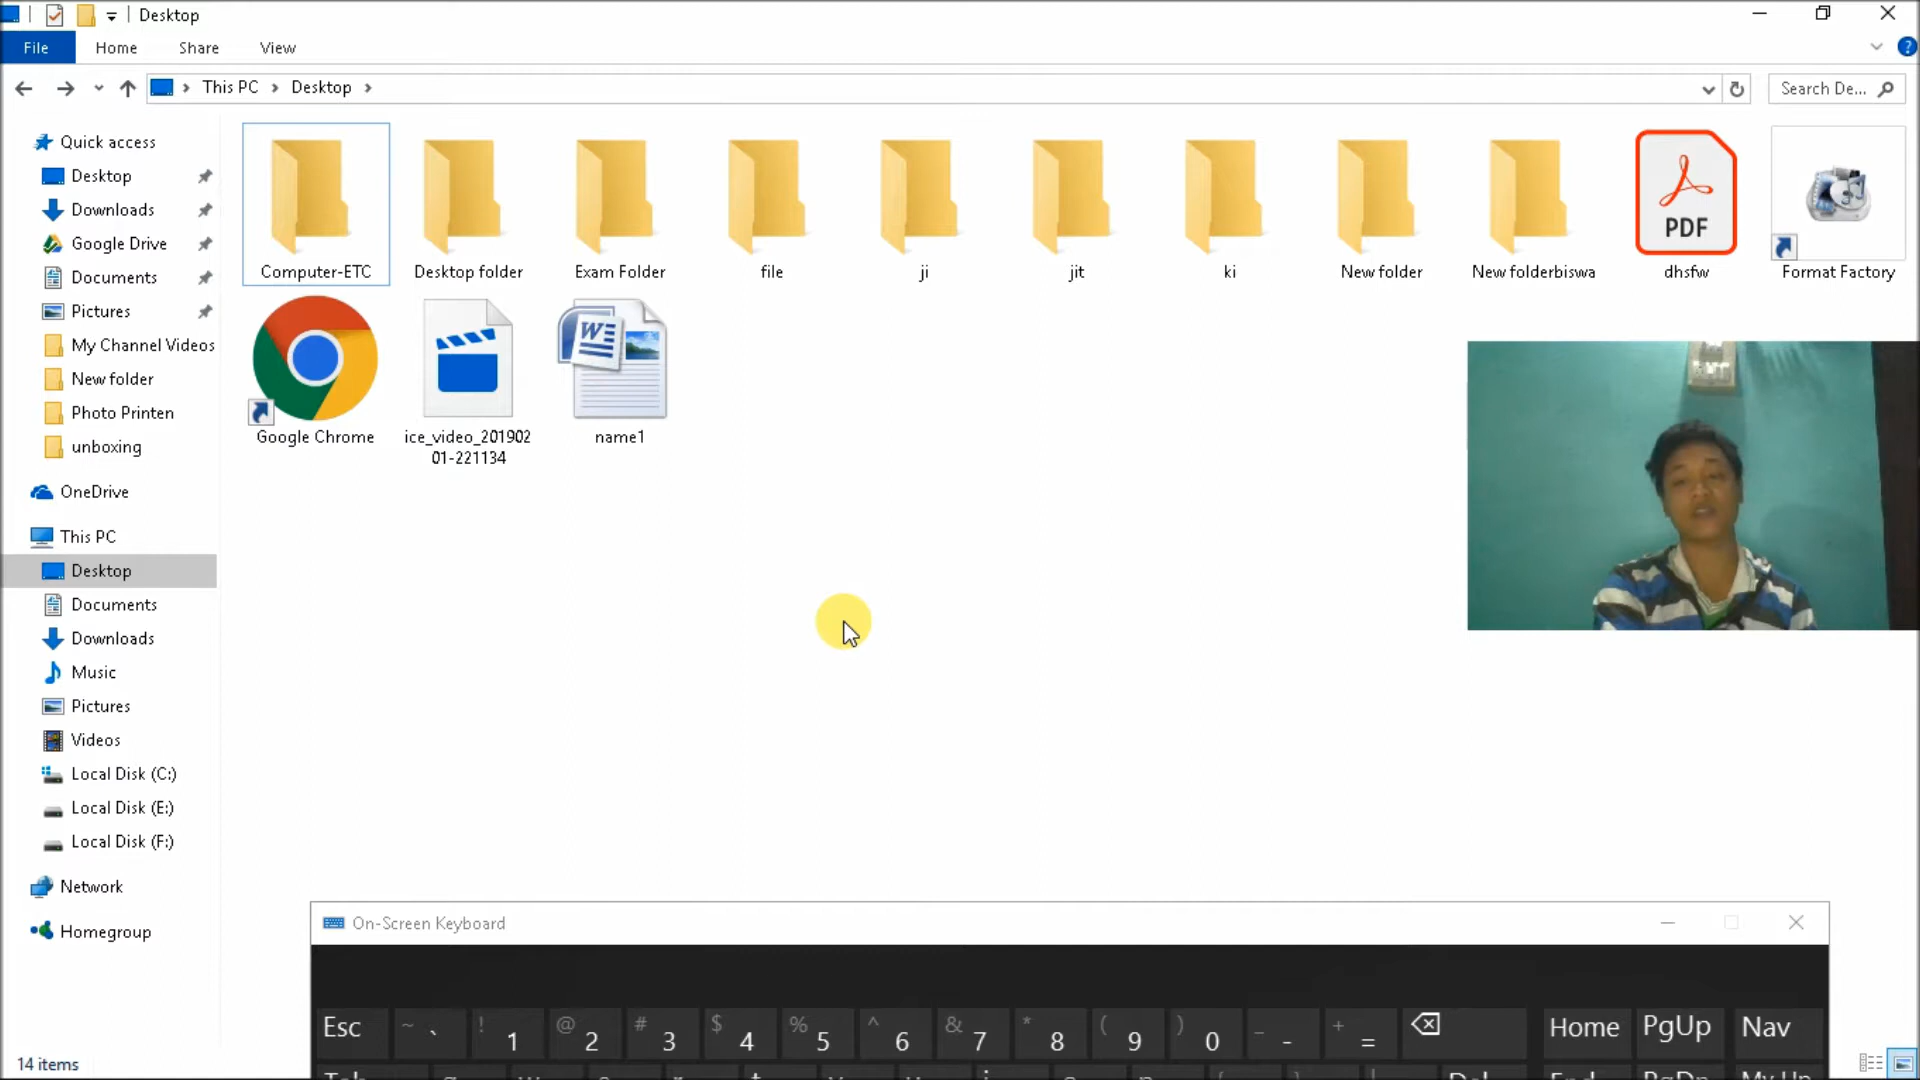 Desktop
File Home Share View
This PC Desktop
Search De...
Quick access
Desktop
Downloads
Google Drive
Documents
Pictures
My Channel Videos
New folder
Photo Printen
unboxing
OneDrive
This PC
Desktop
Documents
Downloads
Music
Pictures
Videos
Local Disk (C:)
Local Disk (E:)
Local Disk (F:)
Network
Homegroup
Computer-ETC Desktop folder Exam Folder file ji jit ki New folder New folderbiswa dhsfw Format Factory
PDF
Google Chrome ice_video_201902 name1
01-221134
On-Screen Keyboard
Esc ~ ` ! 1 @ 2 # 3 $ 4 % 5 ^ 6 & 7 * 8 ( 9 ) 0 _ - + = Home PgUp Nav
14 items